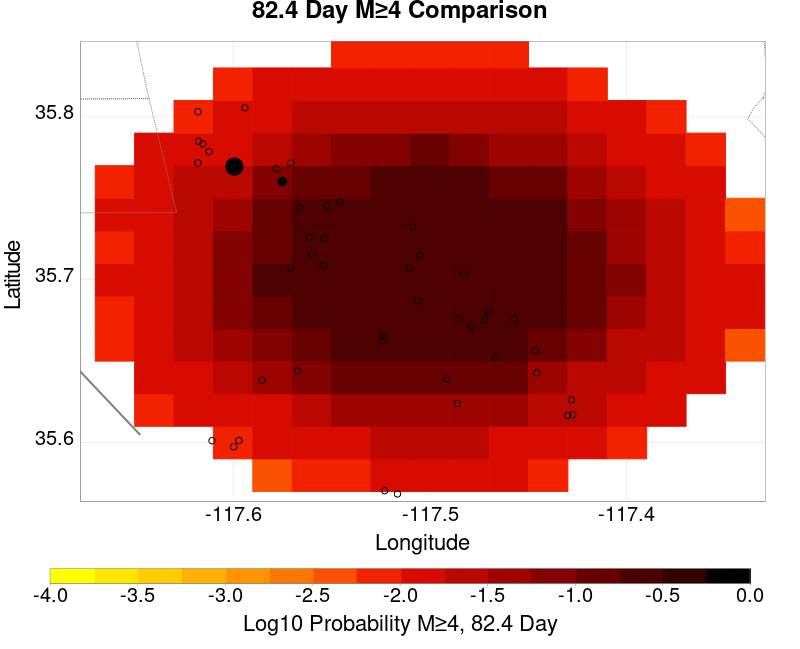 82.4 Day M≥4 Comparison
35.8
35.7
35.6
Latitude
-117.6 -117.5 -117.4
Longitude
-4.0 -3.5 -3.0 -2.5 -2.0 -1.5 -1.0 -0.5 0.0
Log10 Probability M≥4, 82.4 Day